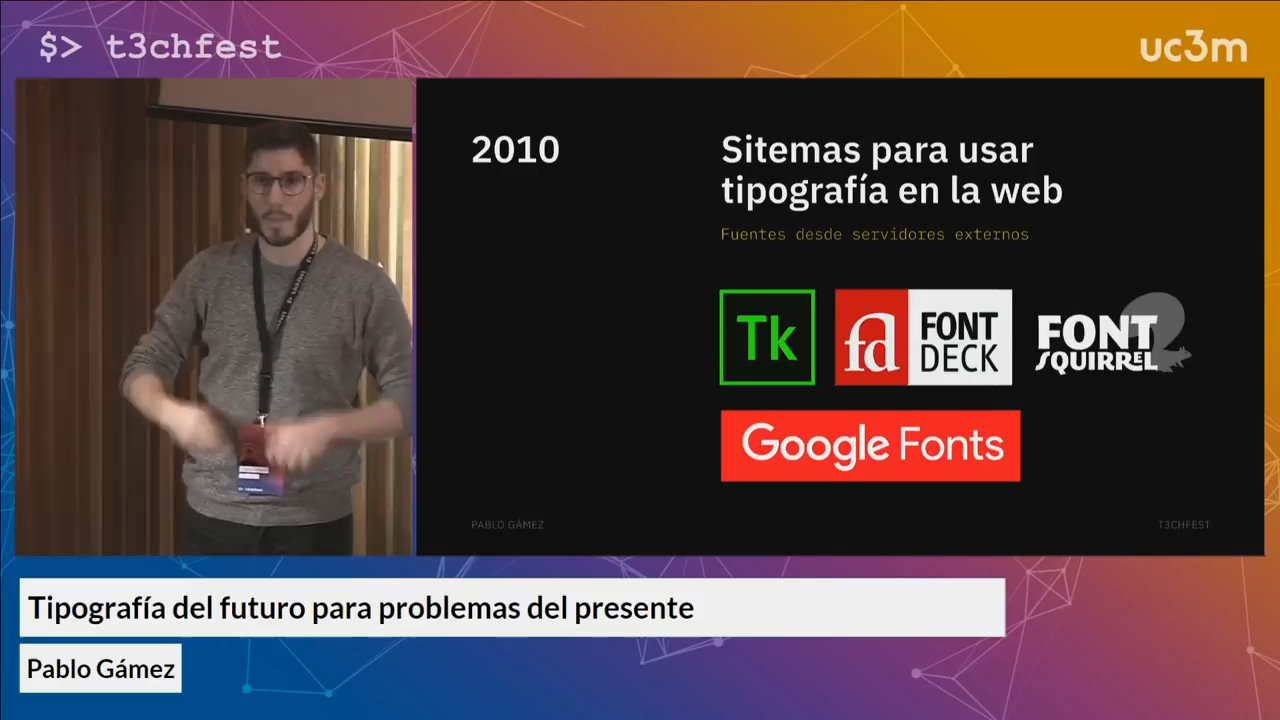 $> t3chfest
uc3m
2010
Sitemas para usar
tipografía en la web
Fuentes desde servidores externos
Tk
fd
FONT
DECK
FONT
SQUIRREL
Google Fonts
PABLO GÁMEZ
T3CHFEST
Tipografía del futuro para problemas del presente
Pablo Gámez